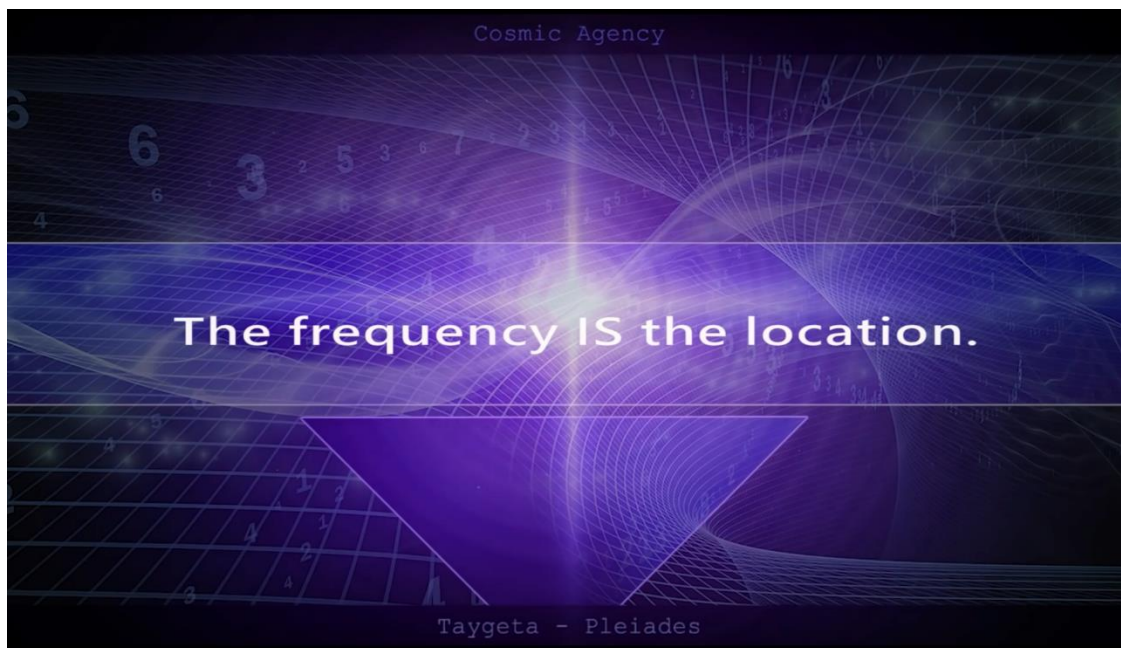 Cosmic Agency
The frequency IS the location.
Taygeta - Pleiades